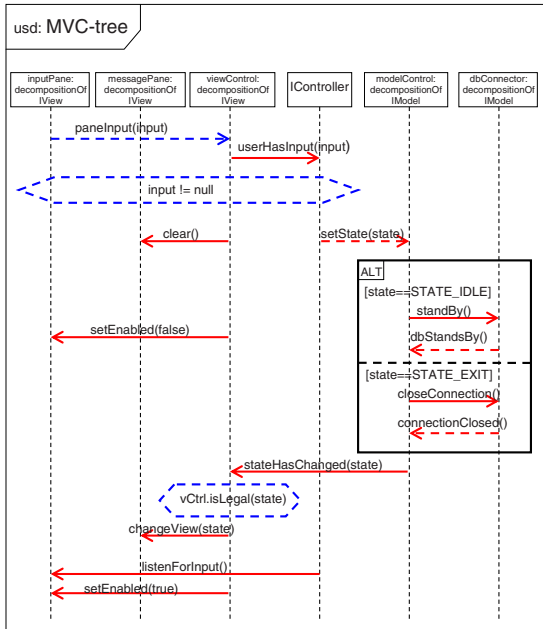 usd: MVC-tree
inputPane:
decompositionOf
IView
messagePane:
decompositionOf
IView
viewControl:
decompositionOf
IView
IController
modelControl:
decompositionOf
IModel
dbConnector:
decompositionOf
IModel
paneInput(input)
userHasInput(input)
input != null
clear()
setState(state)
ALT
[state==STATE_IDLE]
standBy()
setEnabled(false)
dbStandsBy()
[state==STATE_EXIT]
closeConnection()
connectionClosed()
stateHasChanged(state)
vCtrl.isLegal(state)
changeView(state)
listenForInput()
setEnabled(true)